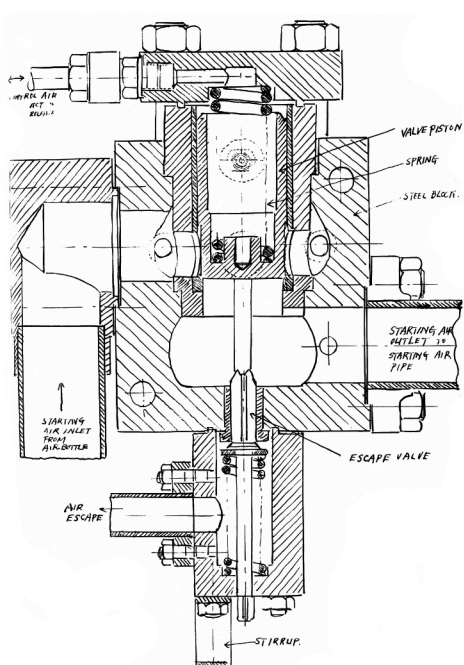 CONTROL AIR
VALVE PISTON
SPRING
STEEL BLOCK.
STARTING AIR
OUTLET TO
STARTING AIR
PIPE
STARTING
AIR INLET
FROM
AIR BOTTLE
ESCAPE VALVE
AIR
ESCAPE
STIRRUP.